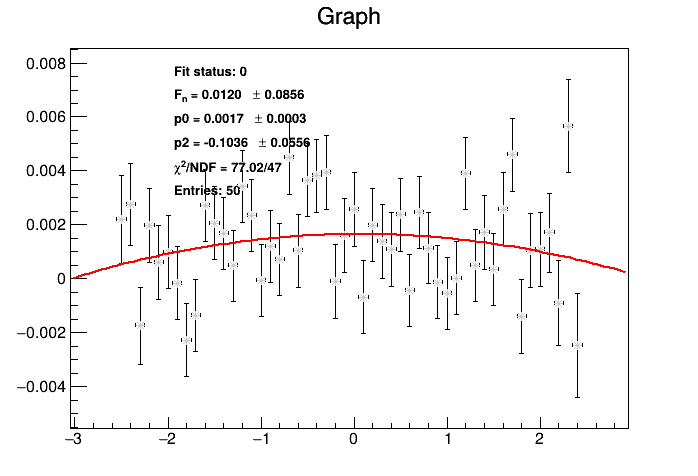 Graph
0.008
0.006
0.004
0.002
0
−0.002
−0.004
Fit status: 0
Fn = 0.0120 ± 0.0856
p0 = 0.0017 ± 0.0003
p2 = -0.1036 ± 0.0556
χ²/NDF = 77.02/47
Entries: 50
−3 −2 −1 0 1 2